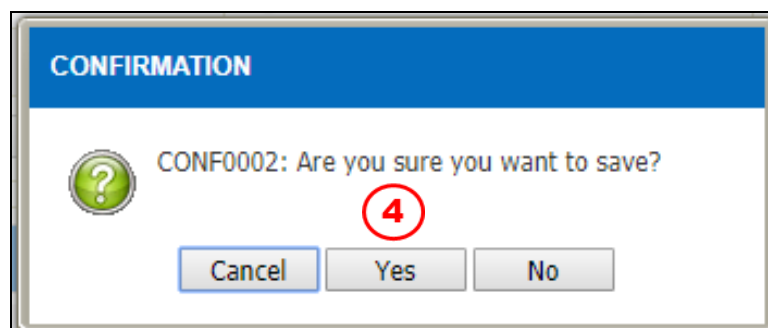 CONFIRMATION
CONF0002: Are you sure you want to save?
4
Cancel Yes No